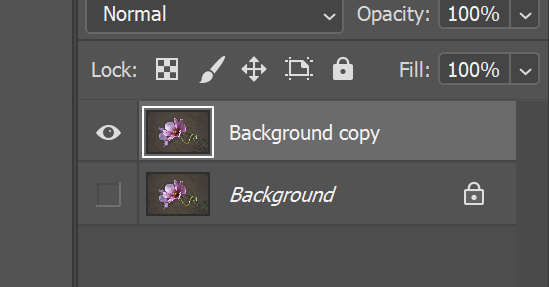 Normal Opacity: 100%
Lock: Fill: 100%
Background copy
Background